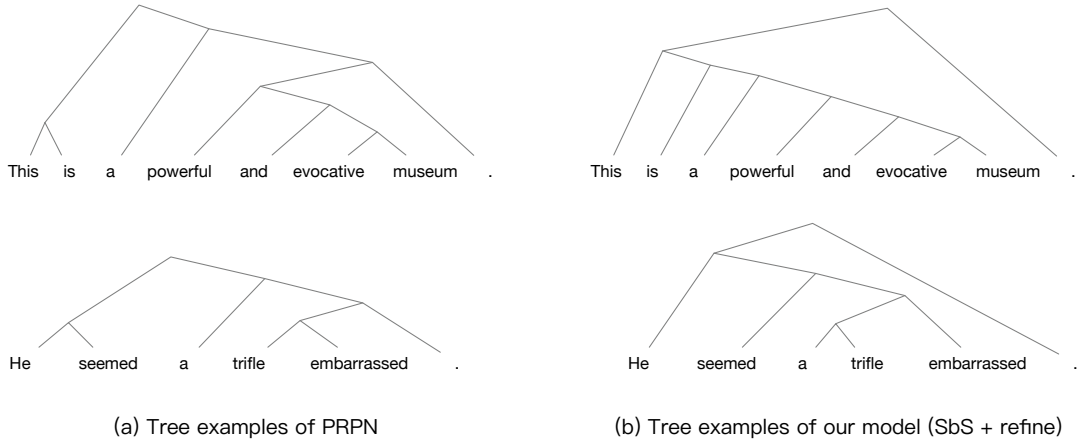 This is a powerful and evocative museum .
This is a powerful and evocative museum .
He seemed a trifle embarrassed .
He seemed a trifle embarrassed .
(a) Tree examples of PRPN
(b) Tree examples of our model (SbS + refine)